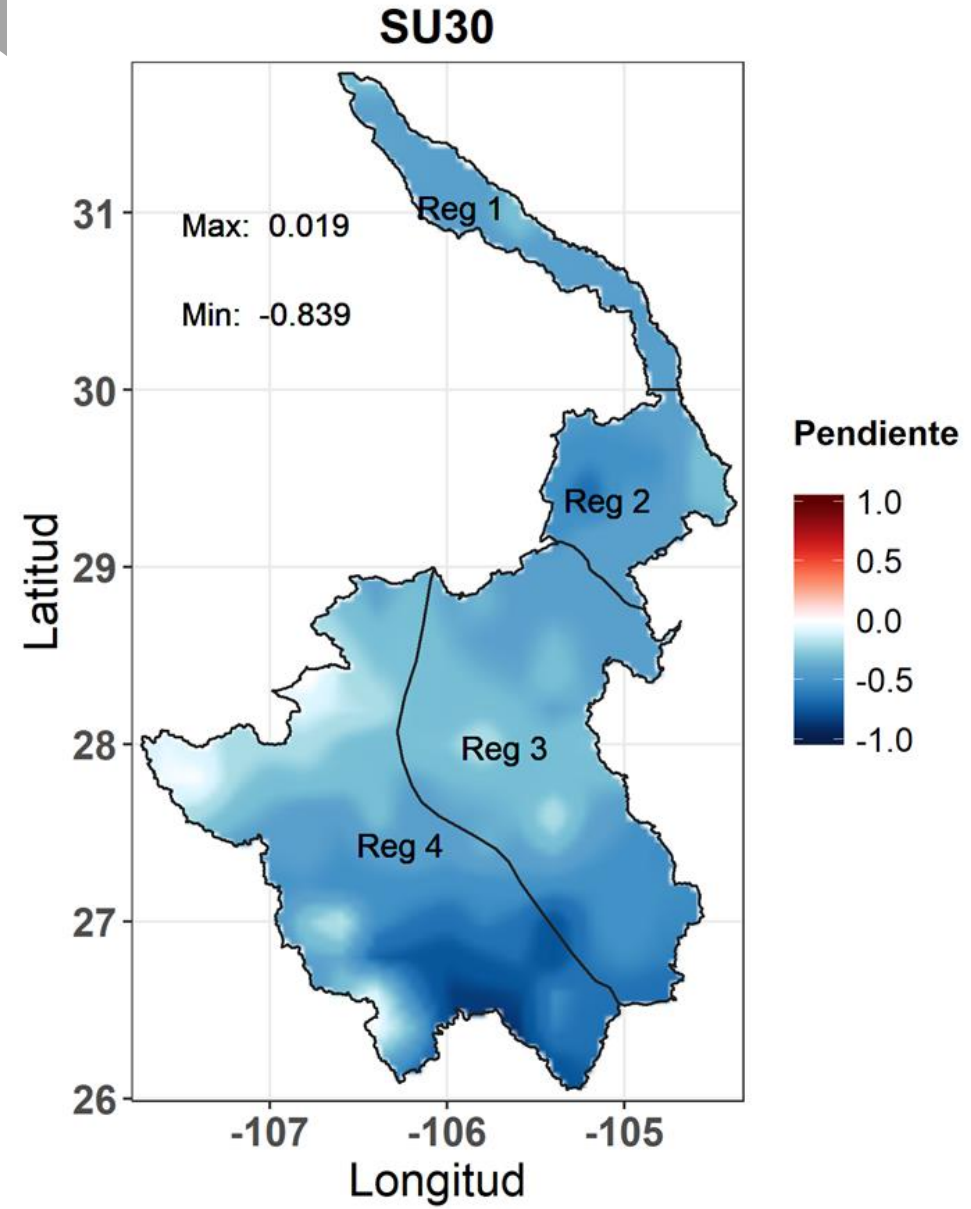 SU30
31
30
29
28
27
26
Latitud
Max: 0.019
Min: -0.839
Reg 1
Reg 2
Reg 3
Reg 4
-107
-106
-105
Longitud
Pendiente
1.0
0.5
0.0
-0.5
-1.0